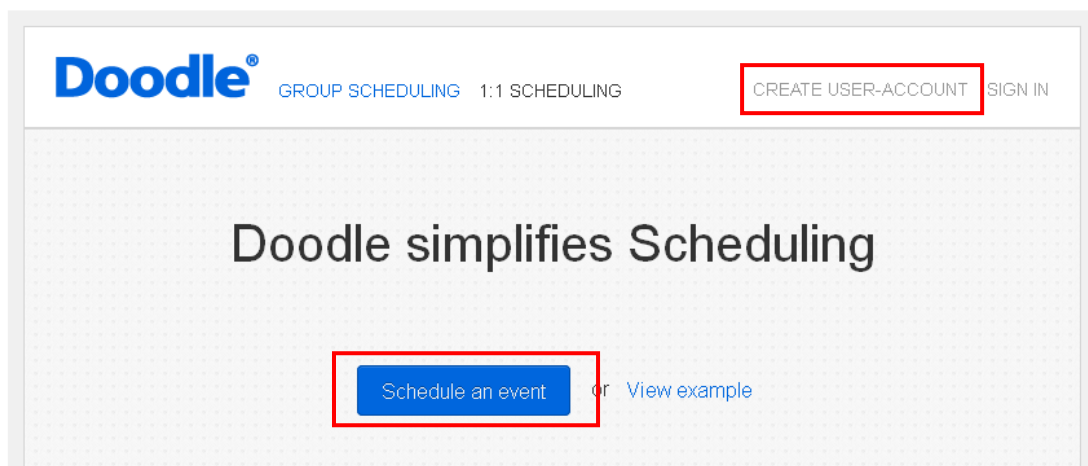 Doodle® GROUP SCHEDULING 1:1 SCHEDULING CREATE USER-ACCOUNT SIGN IN
Doodle simplifies Scheduling
Schedule an event or View example